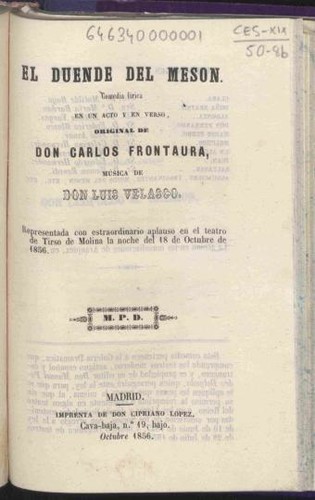 646340000001
CES-XIX
50-8b
EL DUENDE DEL MESON.
Comedia lírica
EN UN ACTO Y EN VERSO,
ORIGINAL DE
DON CARLOS FRONTAURA,
MÚSICA DE
DON LUIS VELASCO.
Representada con estraordinario aplauso en el teatro
de Tirso de Molina la noche del 18 de Octubre de
1856.
M. P. D.
MADRID.
IMPRENTA DE DON CIPRIANO LOPEZ,
Cava-baja, n.º 19, bajo.
Octubre 1856.